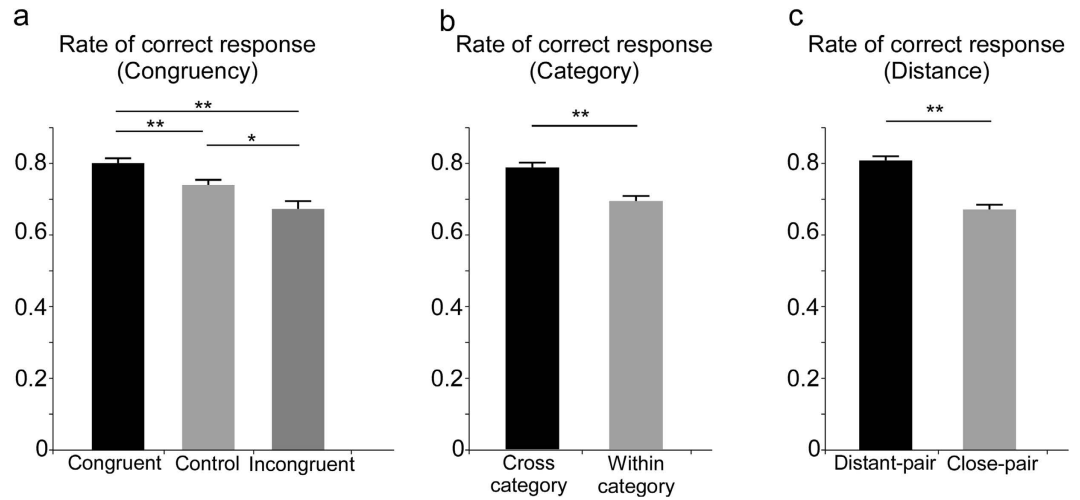 a
Rate of correct response
(Congruency)
**
**
*
0.8
0.6
0.4
0.2
0
Congruent
Control
Incongruent
b
Rate of correct response
(Category)
**
0.8
0.6
0.4
0.2
0
Cross
category
Within
category
c
Rate of correct response
(Distance)
**
0.8
0.6
0.4
0.2
0
Distant-pair
Close-pair